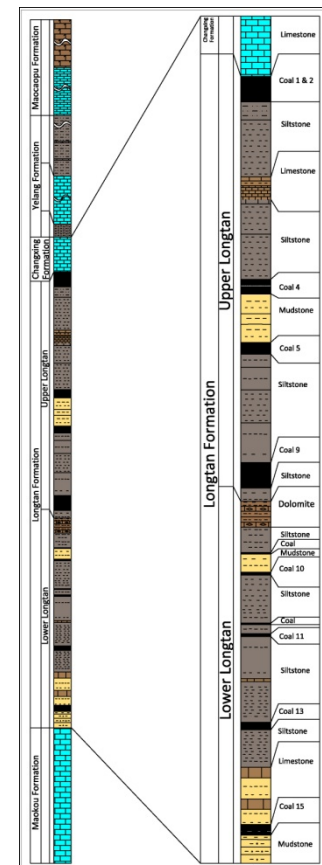 Maocaopu Formation
Yelang Formation
Changxing
Formation
Longtan Formation
Upper Longtan
Lower Longtan
Maokou Formation
Changxing
Formation
Longtan Formation
Upper Longtan
Lower Longtan
Limestone
Coal 1 & 2
Siltstone
Limestone
Siltstone
Coal 4
Mudstone
Coal 5
Siltstone
Coal 9
Siltstone
Dolomite
Siltstone
Coal
Mudstone
Coal 10
Siltstone
Coal
Coal 11
Siltstone
Coal 13
Siltstone
Limestone
Coal 15
Mudstone